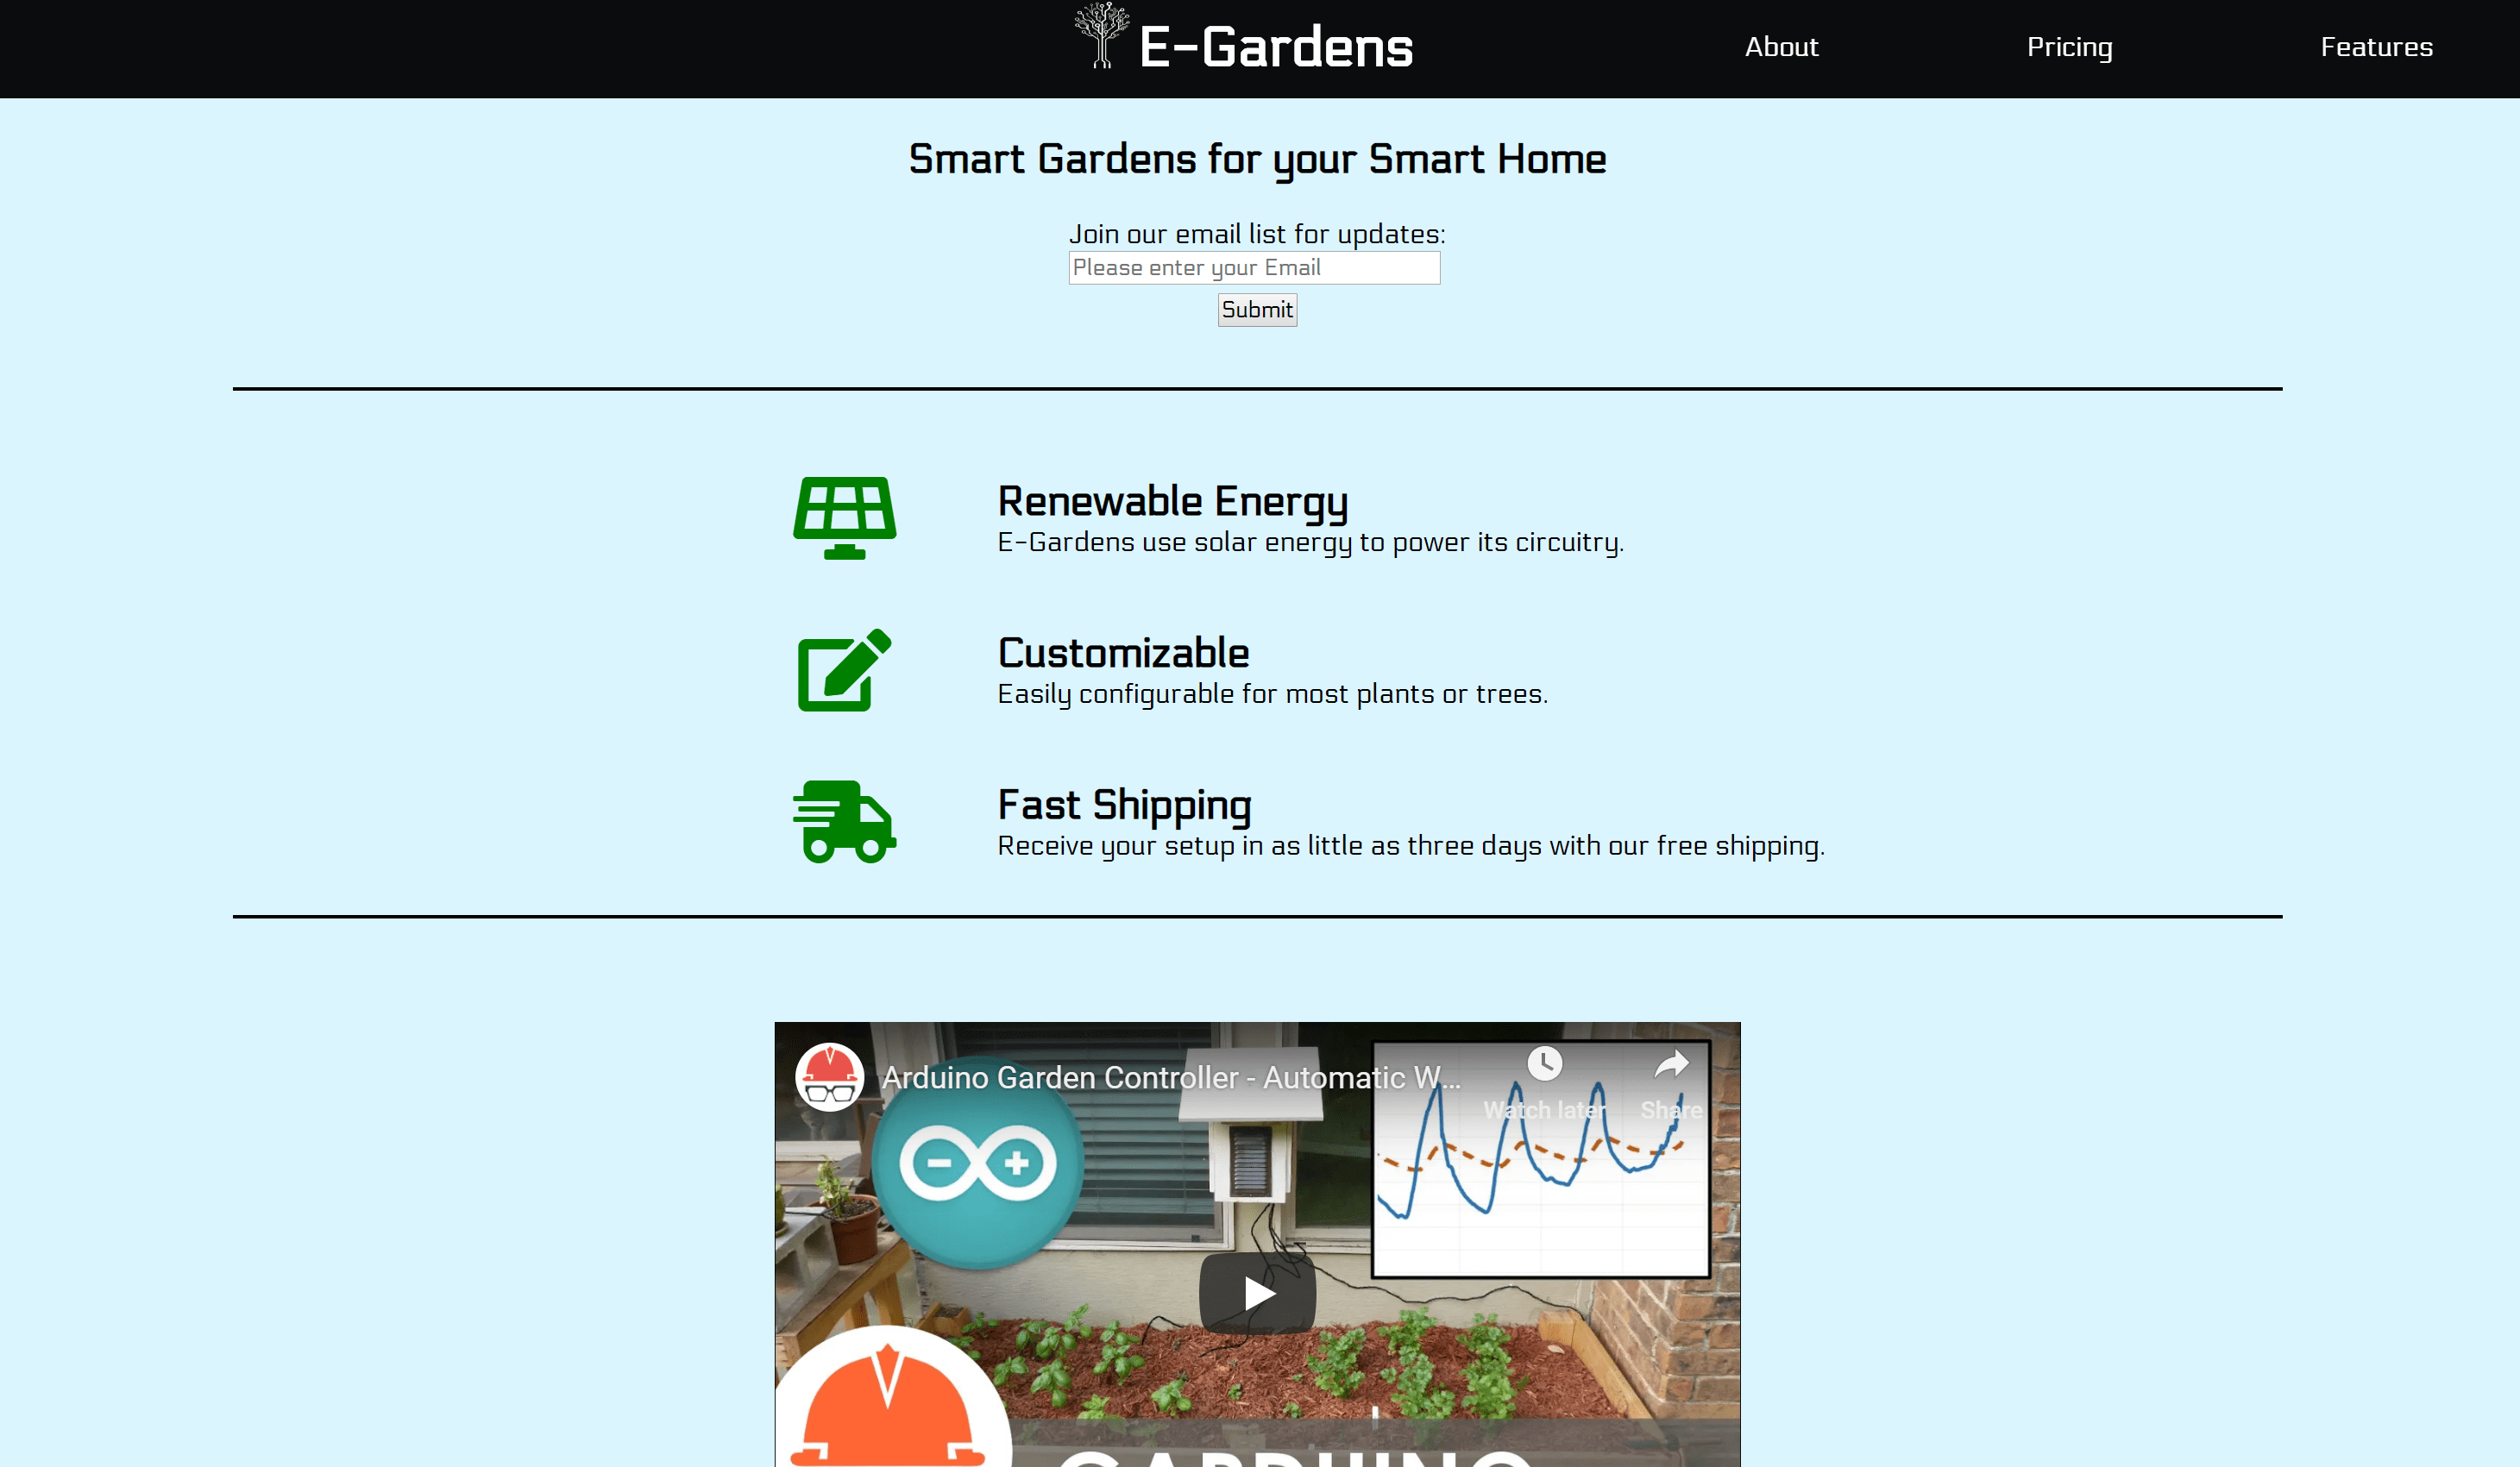 E-Gardens
About
Pricing
Features
Smart Gardens for your Smart Home
Join our email list for updates:
Please enter your Email
Submit
Renewable Energy
E-Gardens use solar energy to power its circuitry.
Customizable
Easily configurable for most plants or trees.
Fast Shipping
Receive your setup in as little as three days with our free shipping.
Arduino Garden Controller - Automatic W...
Watch later
Share
GARDUINO